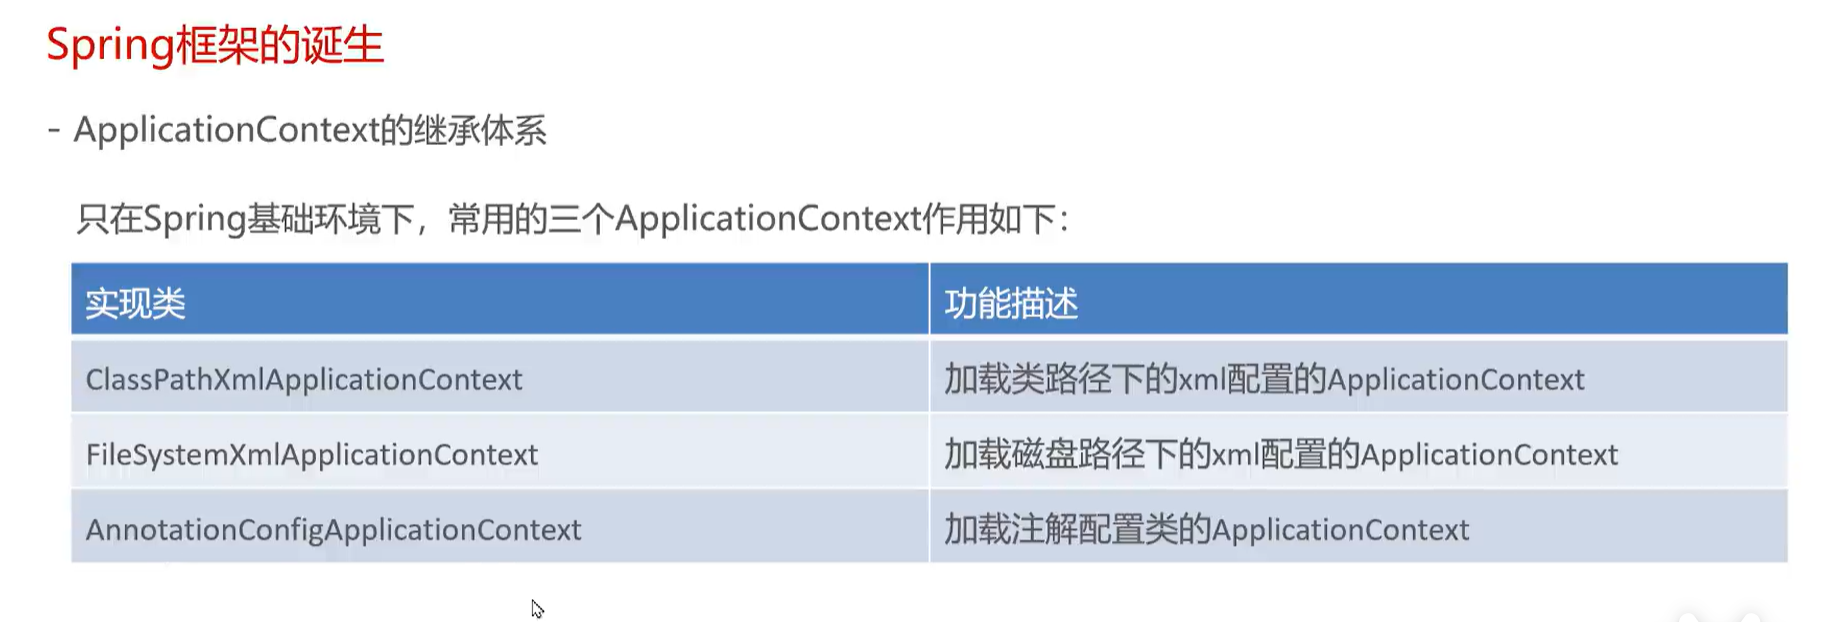 Spring框架的诞生
- ApplicationContext的继承体系
只在Spring基础环境下，常用的三个ApplicationContext作用如下：
实现类 功能描述
ClassPathXmlApplicationContext 加载类路径下的xml配置的ApplicationContext
FileSystemXmlApplicationContext 加载磁盘路径下的xml配置的ApplicationContext
AnnotationConfigApplicationContext 加载注解配置类的ApplicationContext